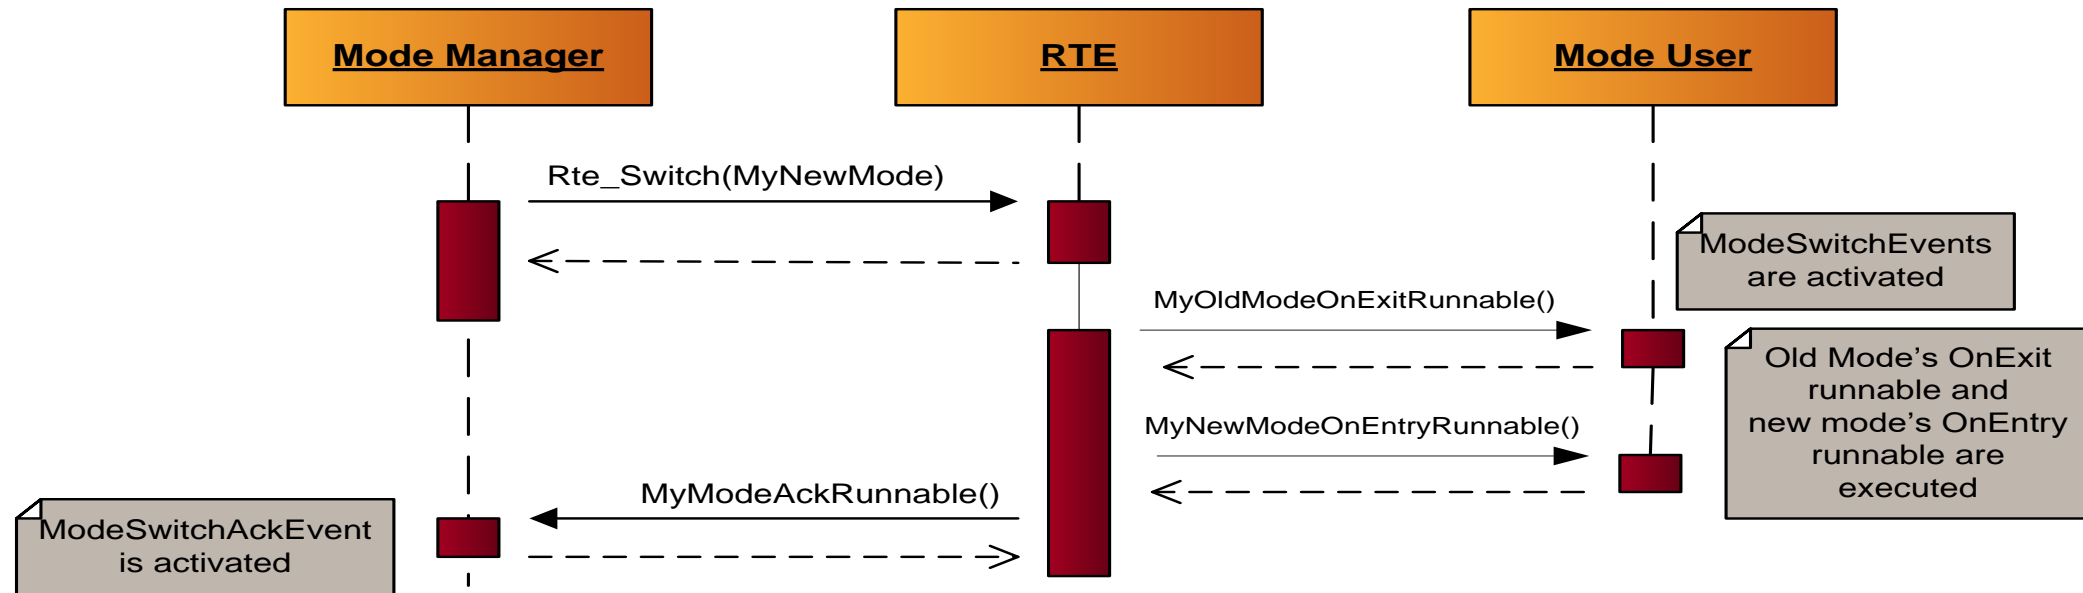 Mode Manager
RTE
Mode User
Rte_Switch(MyNewMode)
ModeSwitchEvents
are activated
MyOldModeOnExitRunnable()
Old Mode’s OnExit
runnable and
new mode’s OnEntry
runnable are
executed
MyNewModeOnEntryRunnable()
MyModeAckRunnable()
ModeSwitchAckEvent
is activated